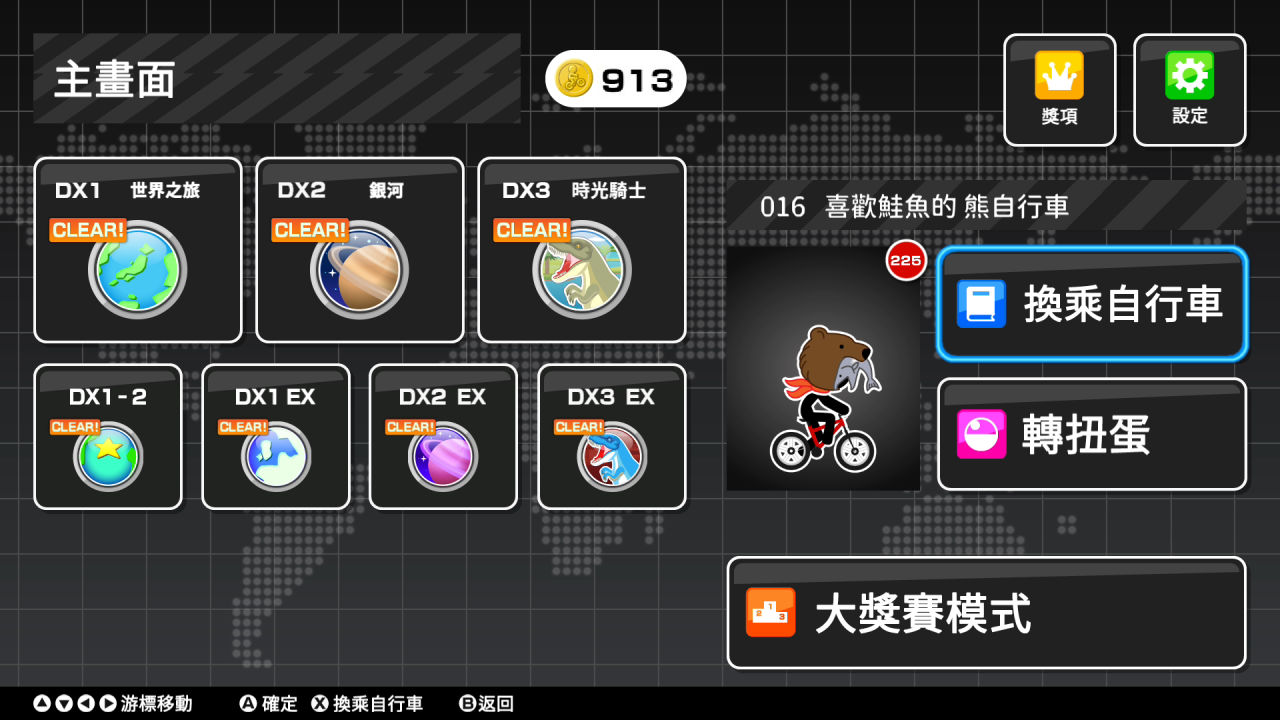 主畫面
913
獎項
設定
DX1 世界之旅
CLEAR!
DX2 銀河
CLEAR!
DX3 時光騎士
CLEAR!
DX1-2
CLEAR!
DX1 EX
CLEAR!
DX2 EX
CLEAR!
DX3 EX
CLEAR!
016 喜歡鮭魚的 熊自行車
225
換乘自行車
轉扭蛋
1
2
3
大獎賽模式
游標移動 A 確定 X 換乘自行車 B 返回